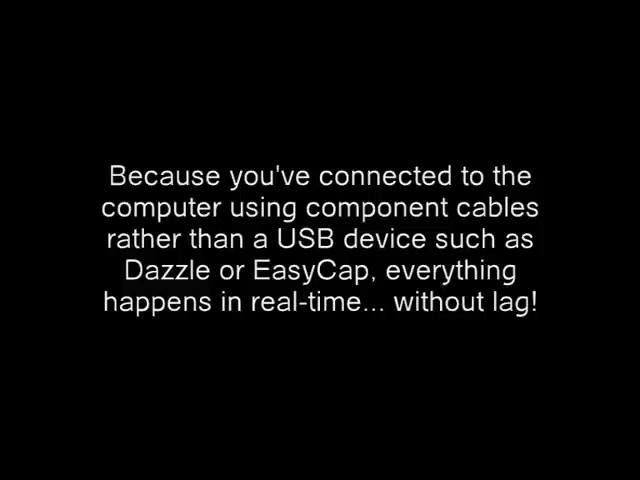 Because you've connected to the
computer using component cables
rather than a USB device such as
Dazzle or EasyCap, everything
happens in real-time... without lag!